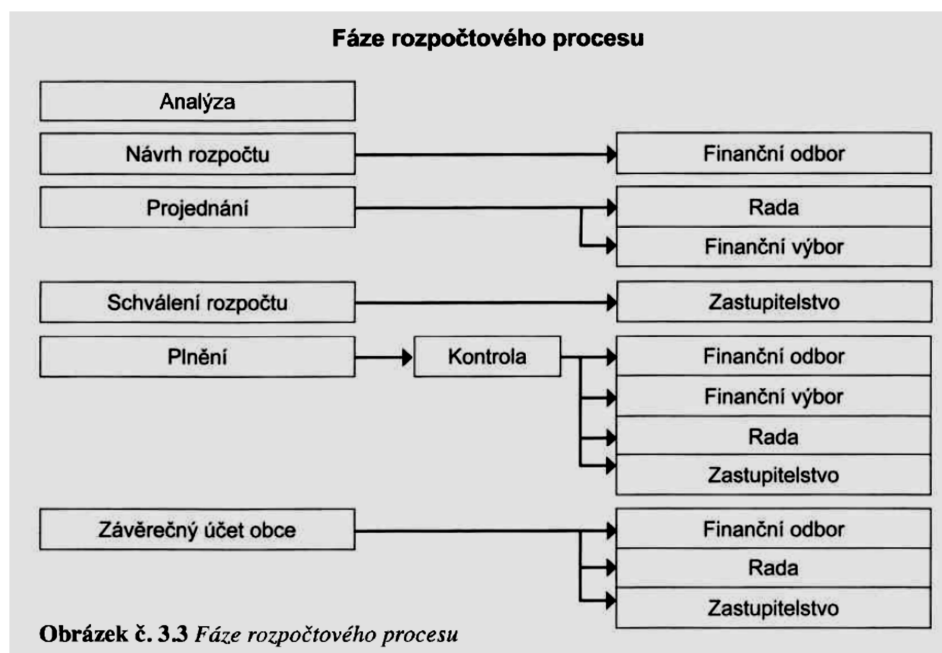 Fáze rozpočtového procesu
Analýza
Návrh rozpočtu
Finanční odbor
Projednání
Rada
Finanční výbor
Schválení rozpočtu
Zastupitelstvo
Plnění
Kontrola
Finanční odbor
Finanční výbor
Rada
Zastupitelstvo
Závěrečný účet obce
Finanční odbor
Rada
Zastupitelstvo
Obrázek č. 3.3 Fáze rozpočtového procesu